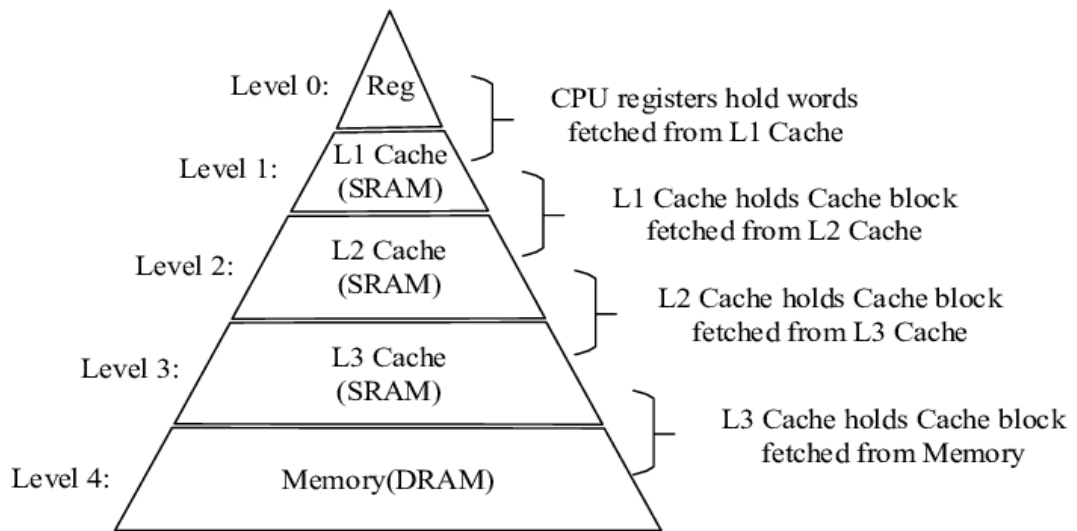 Level 0:
Reg
CPU registers hold words
fetched from L1 Cache
Level 1:
L1 Cache
(SRAM)
L1 Cache holds Cache block
fetched from L2 Cache
Level 2:
L2 Cache
(SRAM)
L2 Cache holds Cache block
fetched from L3 Cache
Level 3:
L3 Cache
(SRAM)
L3 Cache holds Cache block
fetched from Memory
Level 4:
Memory(DRAM)